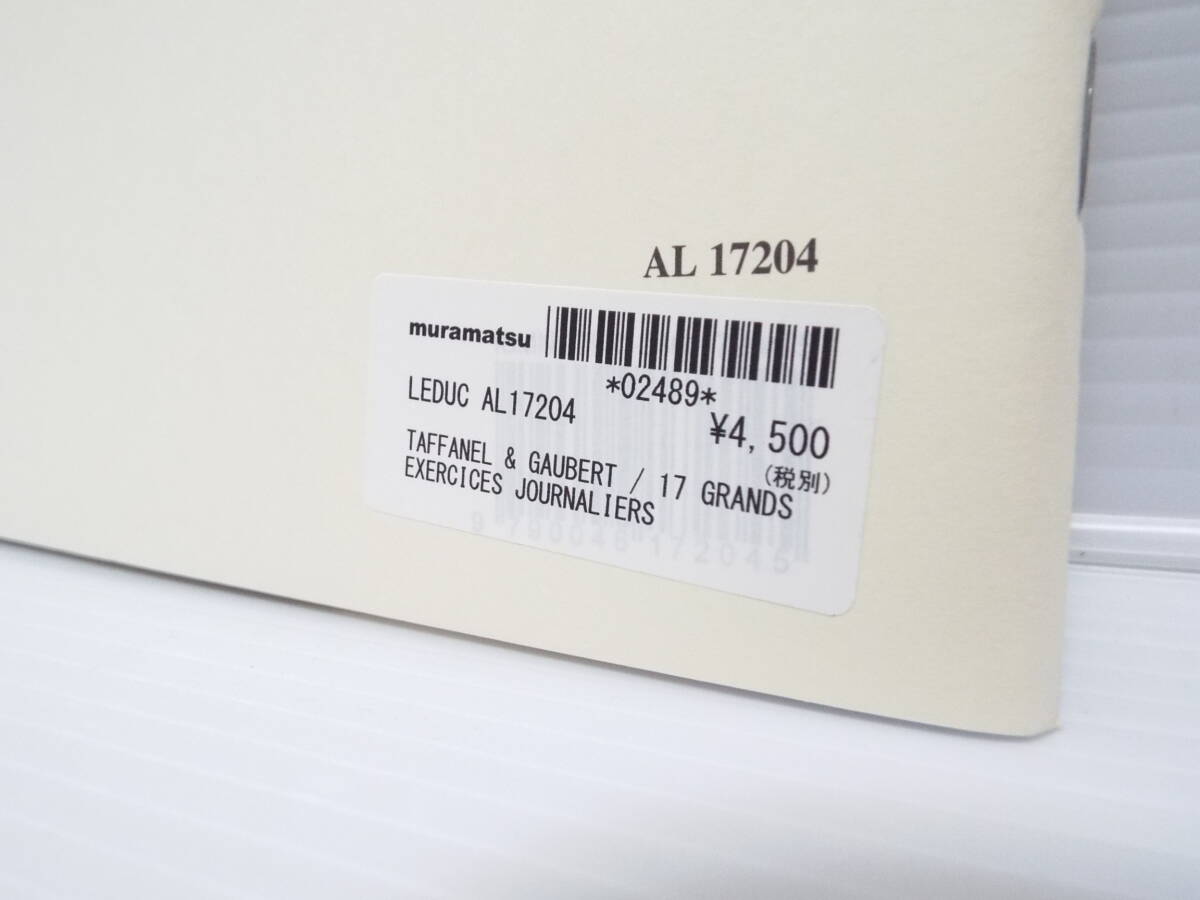 AL 17204
muramatsu
*02489*
LEDUC AL17204
¥4,500
(税別)
TAFFANEL & GAUBERT / 17 GRANDS
EXERCICES JOURNALIERS